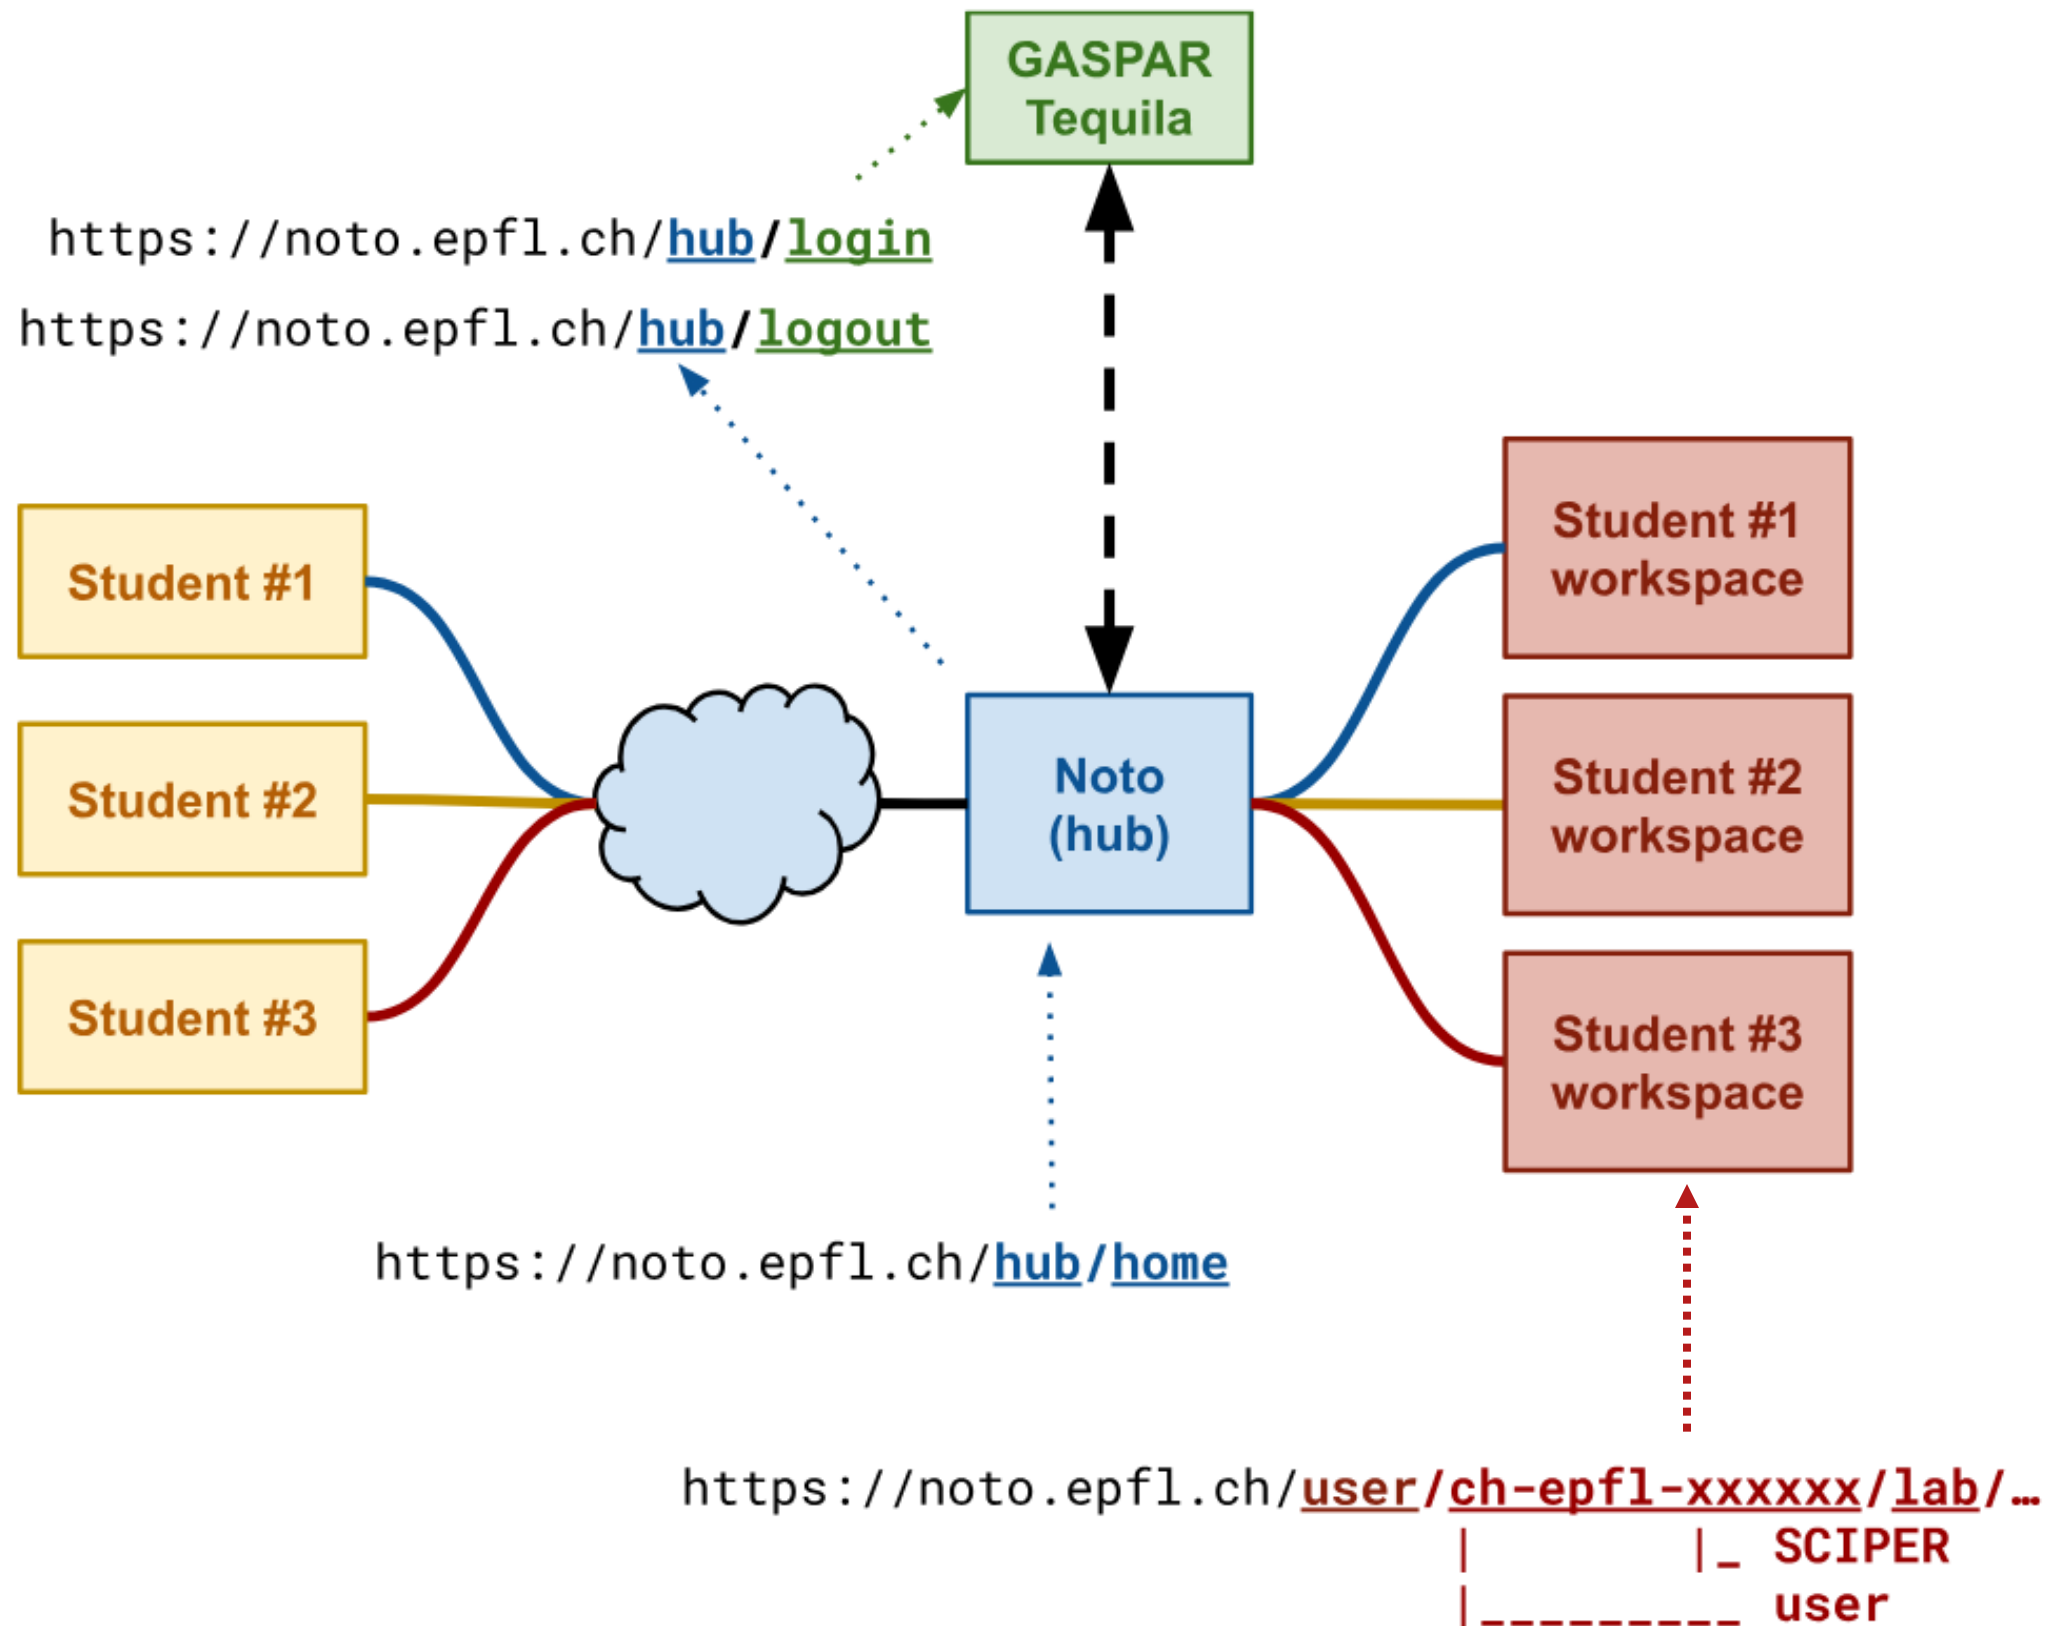 GASPAR
Tequila
https://noto.epfl.ch/hub/login
https://noto.epfl.ch/hub/logout
Student #1
Student #2
Student #3
Noto
(hub)
Student #1
workspace
Student #2
workspace
Student #3
workspace
https://noto.epfl.ch/hub/home
https://noto.epfl.ch/user/ch-epfl-xxxxxx/lab/…
|       |_ SCIPER
|_________ user